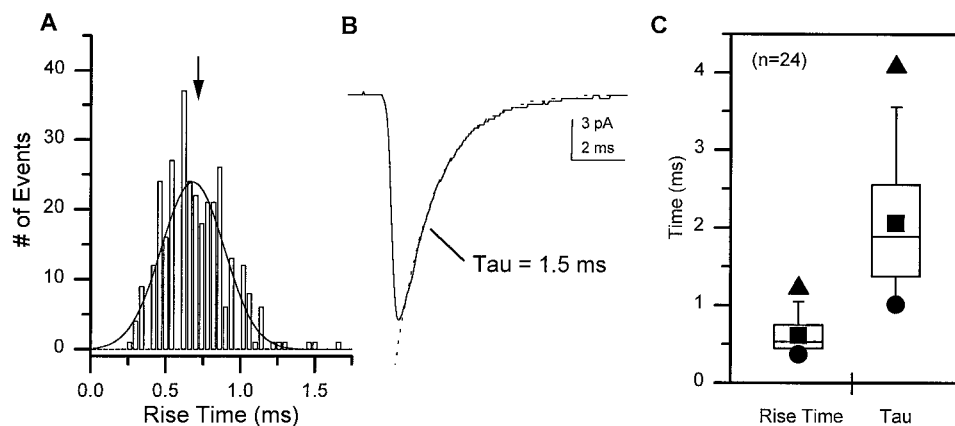 A
# of Events
40
30
20
10
0
0.0 0.5 1.0 1.5
Rise Time (ms)
B
3 pA
2 ms
Tau = 1.5 ms
C
(n=24)
Time (ms)
4
3
2
1
0
Rise Time Tau